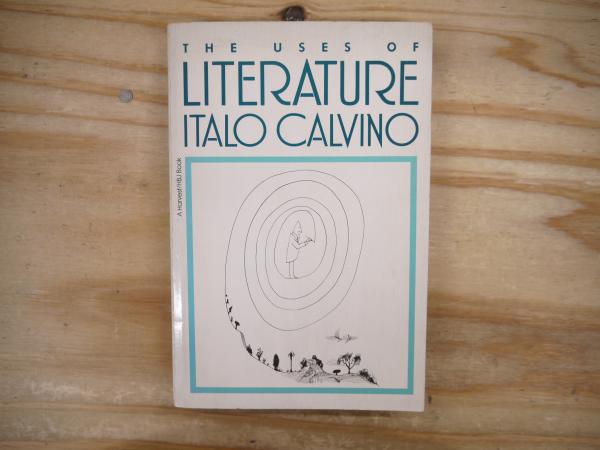 THE USES OF
LITERATURE
ITALO CALVINO
A Harvest/HBJ Book